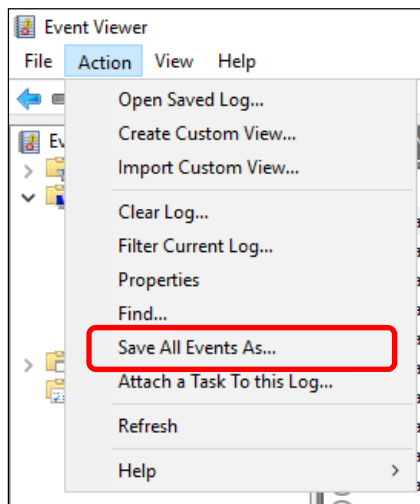 Event Viewer
File Action View Help
Open Saved Log...
Ev
Create Custom View...
Import Custom View...
Clear Log...
Filter Current Log...
Properties
Find...
Save All Events As...
Attach a Task To this Log...
Refresh
Help